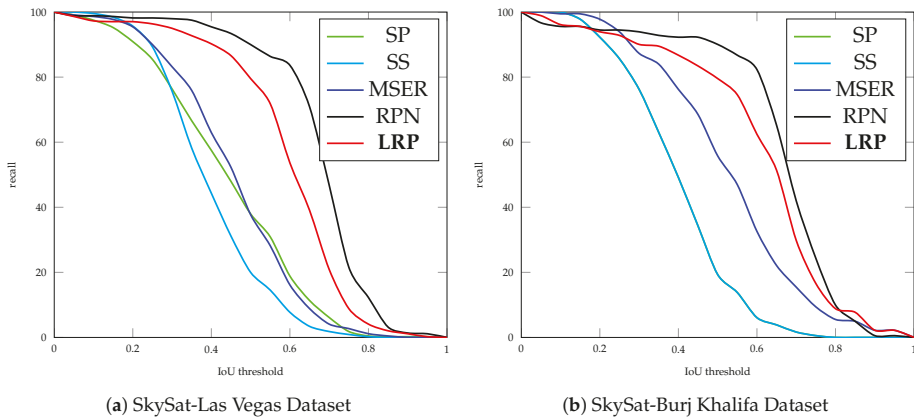 100
80
60
40
20
0
recall
0
0.2
0.4
0.6
0.8
1
IoU threshold
SP
SS
MSER
RPN
LRP
(a) SkySat-Las Vegas Dataset
100
80
60
40
20
0
recall
0
0.2
0.4
0.6
0.8
1
IoU threshold
SP
SS
MSER
RPN
LRP
(b) SkySat-Burj Khalifa Dataset